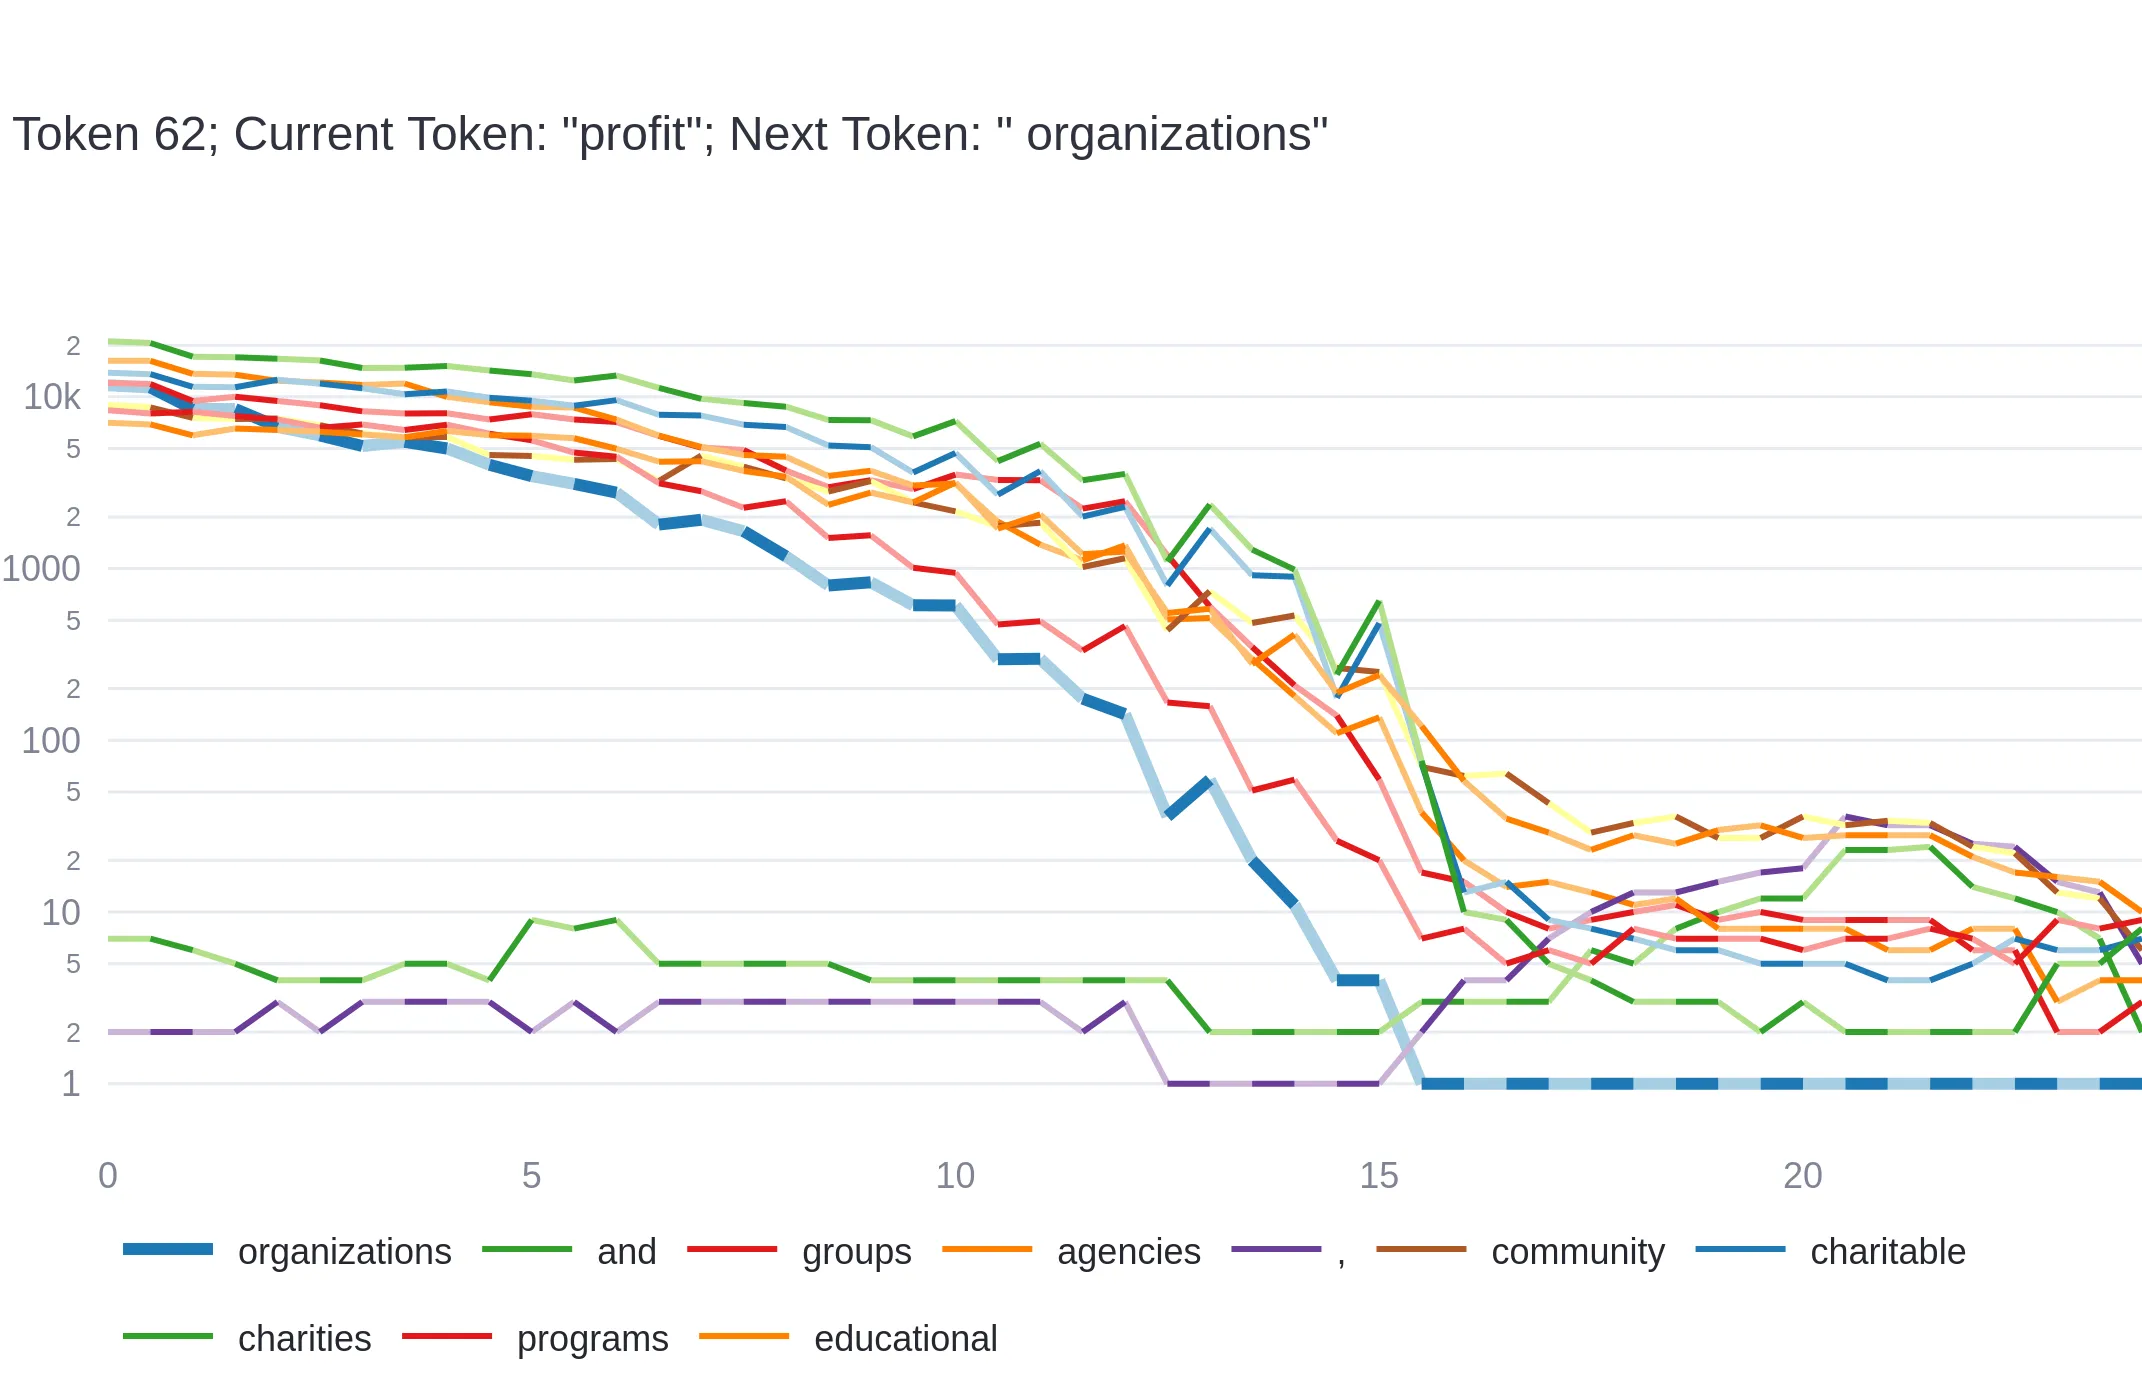 Token 62; Current Token: "profit"; Next Token: " organizations"
2
10k
5
2
1000
5
2
100
5
2
10
5
2
1
0 5 10 15 20
organizations and groups agencies , community charitable
charities programs educational